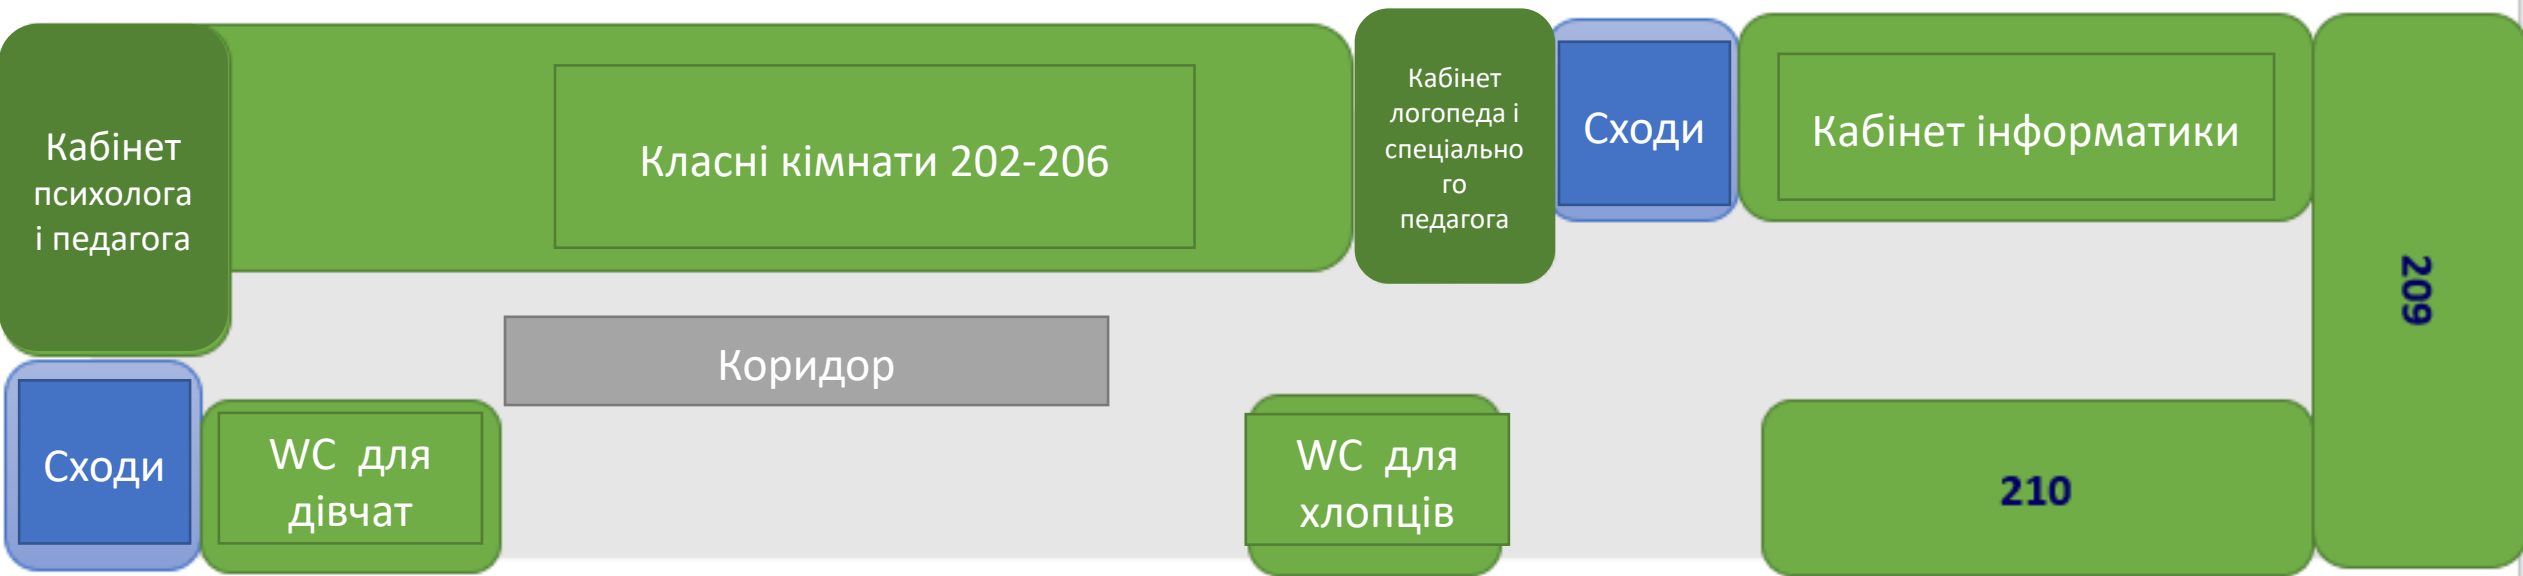 Кабінет
психолога
і педагога
Класні кімнати 202-206
Кабінет
логопеда і
спеціально
го
педагога
Сходи
Кабінет інформатики
209
Коридор
Сходи
WC для
дівчат
WC для
хлопців
210